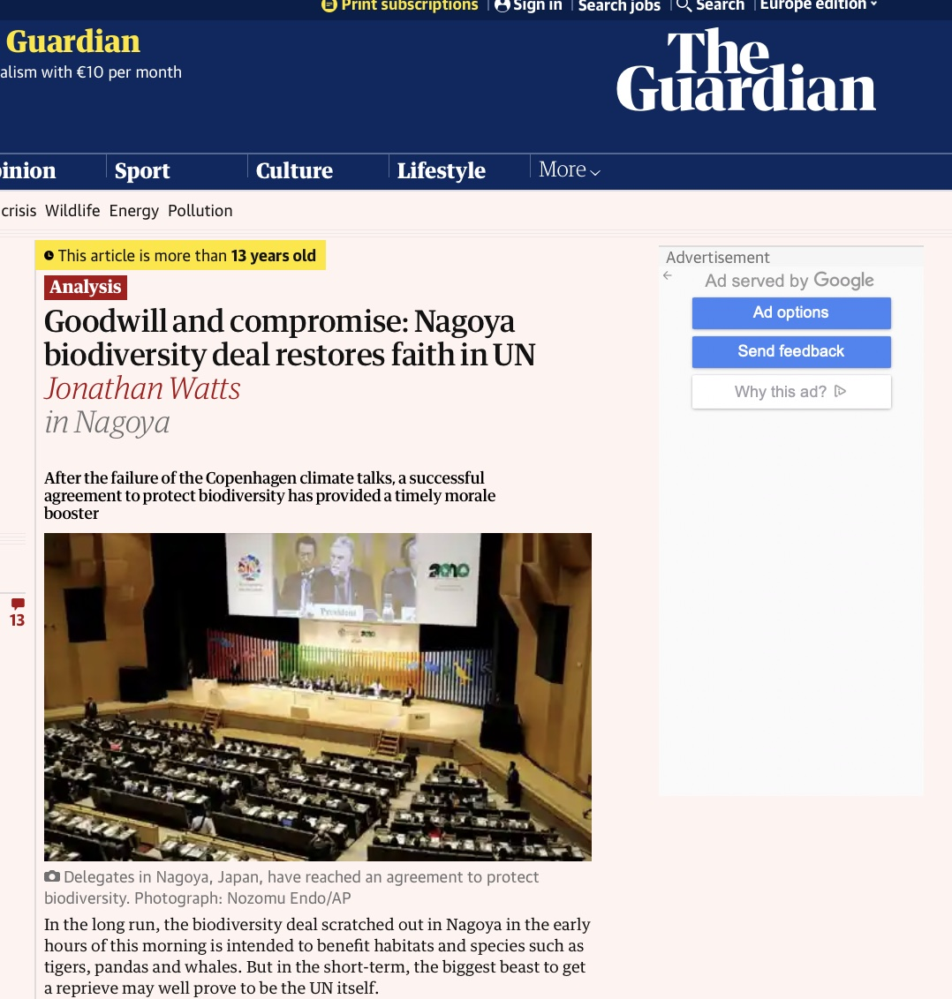 Print subscriptions
Sign in
Search jobs
Search
Europe edition
Guardian
alism with €10 per month
The
Guardian
inion
Sport
Culture
Lifestyle
More
crisis Wildlife Energy Pollution
This article is more than 13 years old
Analysis
Goodwill and compromise: Nagoya
biodiversity deal restores faith in UN
Jonathan Watts
in Nagoya
After the failure of the Copenhagen climate talks, a successful
agreement to protect biodiversity has provided a timely morale
booster
President
13
Delegates in Nagoya, Japan, have reached an agreement to protect
biodiversity. Photograph: Nozomu Endo/AP
In the long run, the biodiversity deal scratched out in Nagoya in the early
hours of this morning is intended to benefit habitats and species such as
tigers, pandas and whales. But in the short-term, the biggest beast to get
a reprieve may well prove to be the UN itself.
Advertisement
Ad served by Google
Ad options
Send feedback
Why this ad?